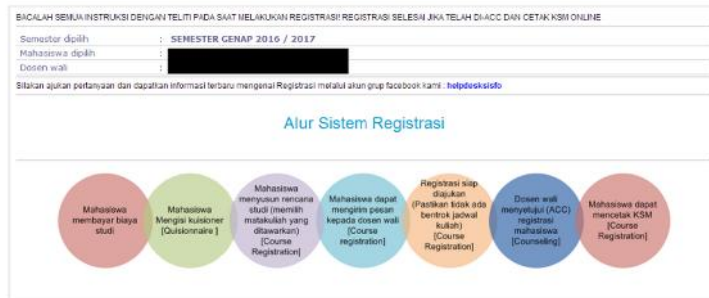 BACALAH SEMUA INSTRUKSI DENGAN TELITI PADA SAAT MELAKUKAN REGISTRASI! REGISTRASI SELESAI JIKA TELAH DI-ACC DAN CETAK KSM ONLINE
Semester dipilih : SEMESTER GENAP 2016 / 2017
Mahasiswa dipilih :
Dosen wali :
Silakan ajukan pertanyaan dan dapatkan informasi terbaru mengenai Registrasi melalui akun grup facebook kami : helpdesksisfo
Alur Sistem Registrasi
Mahasiswa
membayar biaya
studi
Mahasiswa
Mengisi kuisioner
[Quisionnaire ]
Mahasiswa
menyusun rencana
studi (memilih
matakuliah yang
ditawarkan)
[Course
Registration]
Mahasiswa dapat
mengirim pesan
kepada dosen wali
[Course
registration]
Registrasi siap
diajukan
(Pastikan tidak ada
bentrok jadwal
kuliah)
[Course
Registration]
Dosen wali
menyetujui (ACC)
registrasi
mahasiswa
[Counseling]
Mahasiswa dapat
mencetak KSM
[Course
Registration]